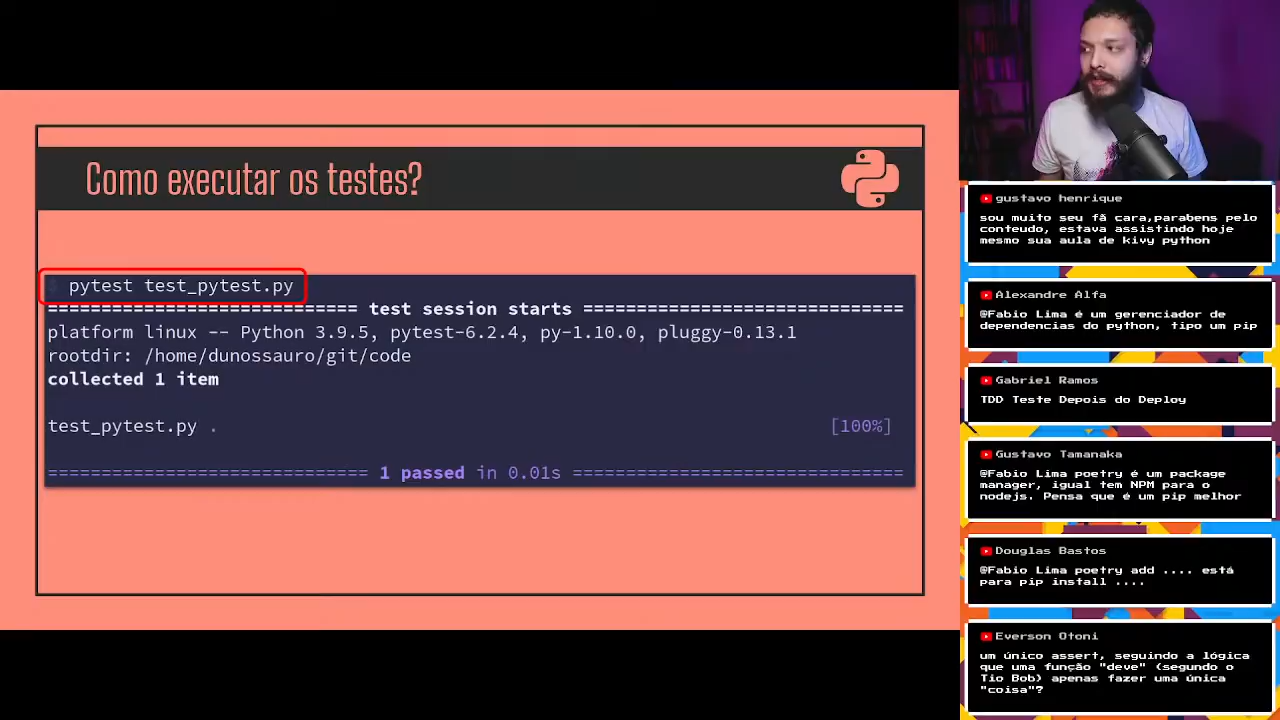 Como executar os testes?
$ pytest test_pytest.py
============================= test session starts ==============================
platform linux -- Python 3.9.5, pytest-6.2.4, py-1.10.0, pluggy-0.13.1
rootdir: /home/dunossauro/git/code
collected 1 item
test_pytest.py . [100%]
============================== 1 passed in 0.01s ===============================
gustavo henrique
sou muito seu fã cara,parabens pelo
conteudo, estava assistindo hoje
mesmo sua aula de kivy python
Alexandre Alfa
@Fabio Lima é um gerenciador de
dependencias do python, tipo um pip
Gabriel Ramos
TDD Teste Depois do Deploy
Gustavo Tamanaka
@Fabio Lima poetry é um package
manager, igual tem NPM para o
nodejs. Pensa que é um pip melhor
Douglas Bastos
@Fabio Lima poetry add .... está
para pip install ....
Everson Otoni
um único assert, seguindo a lógica
que uma função "deve" (segundo o
Tio Bob) apenas fazer uma única
"coisa"?